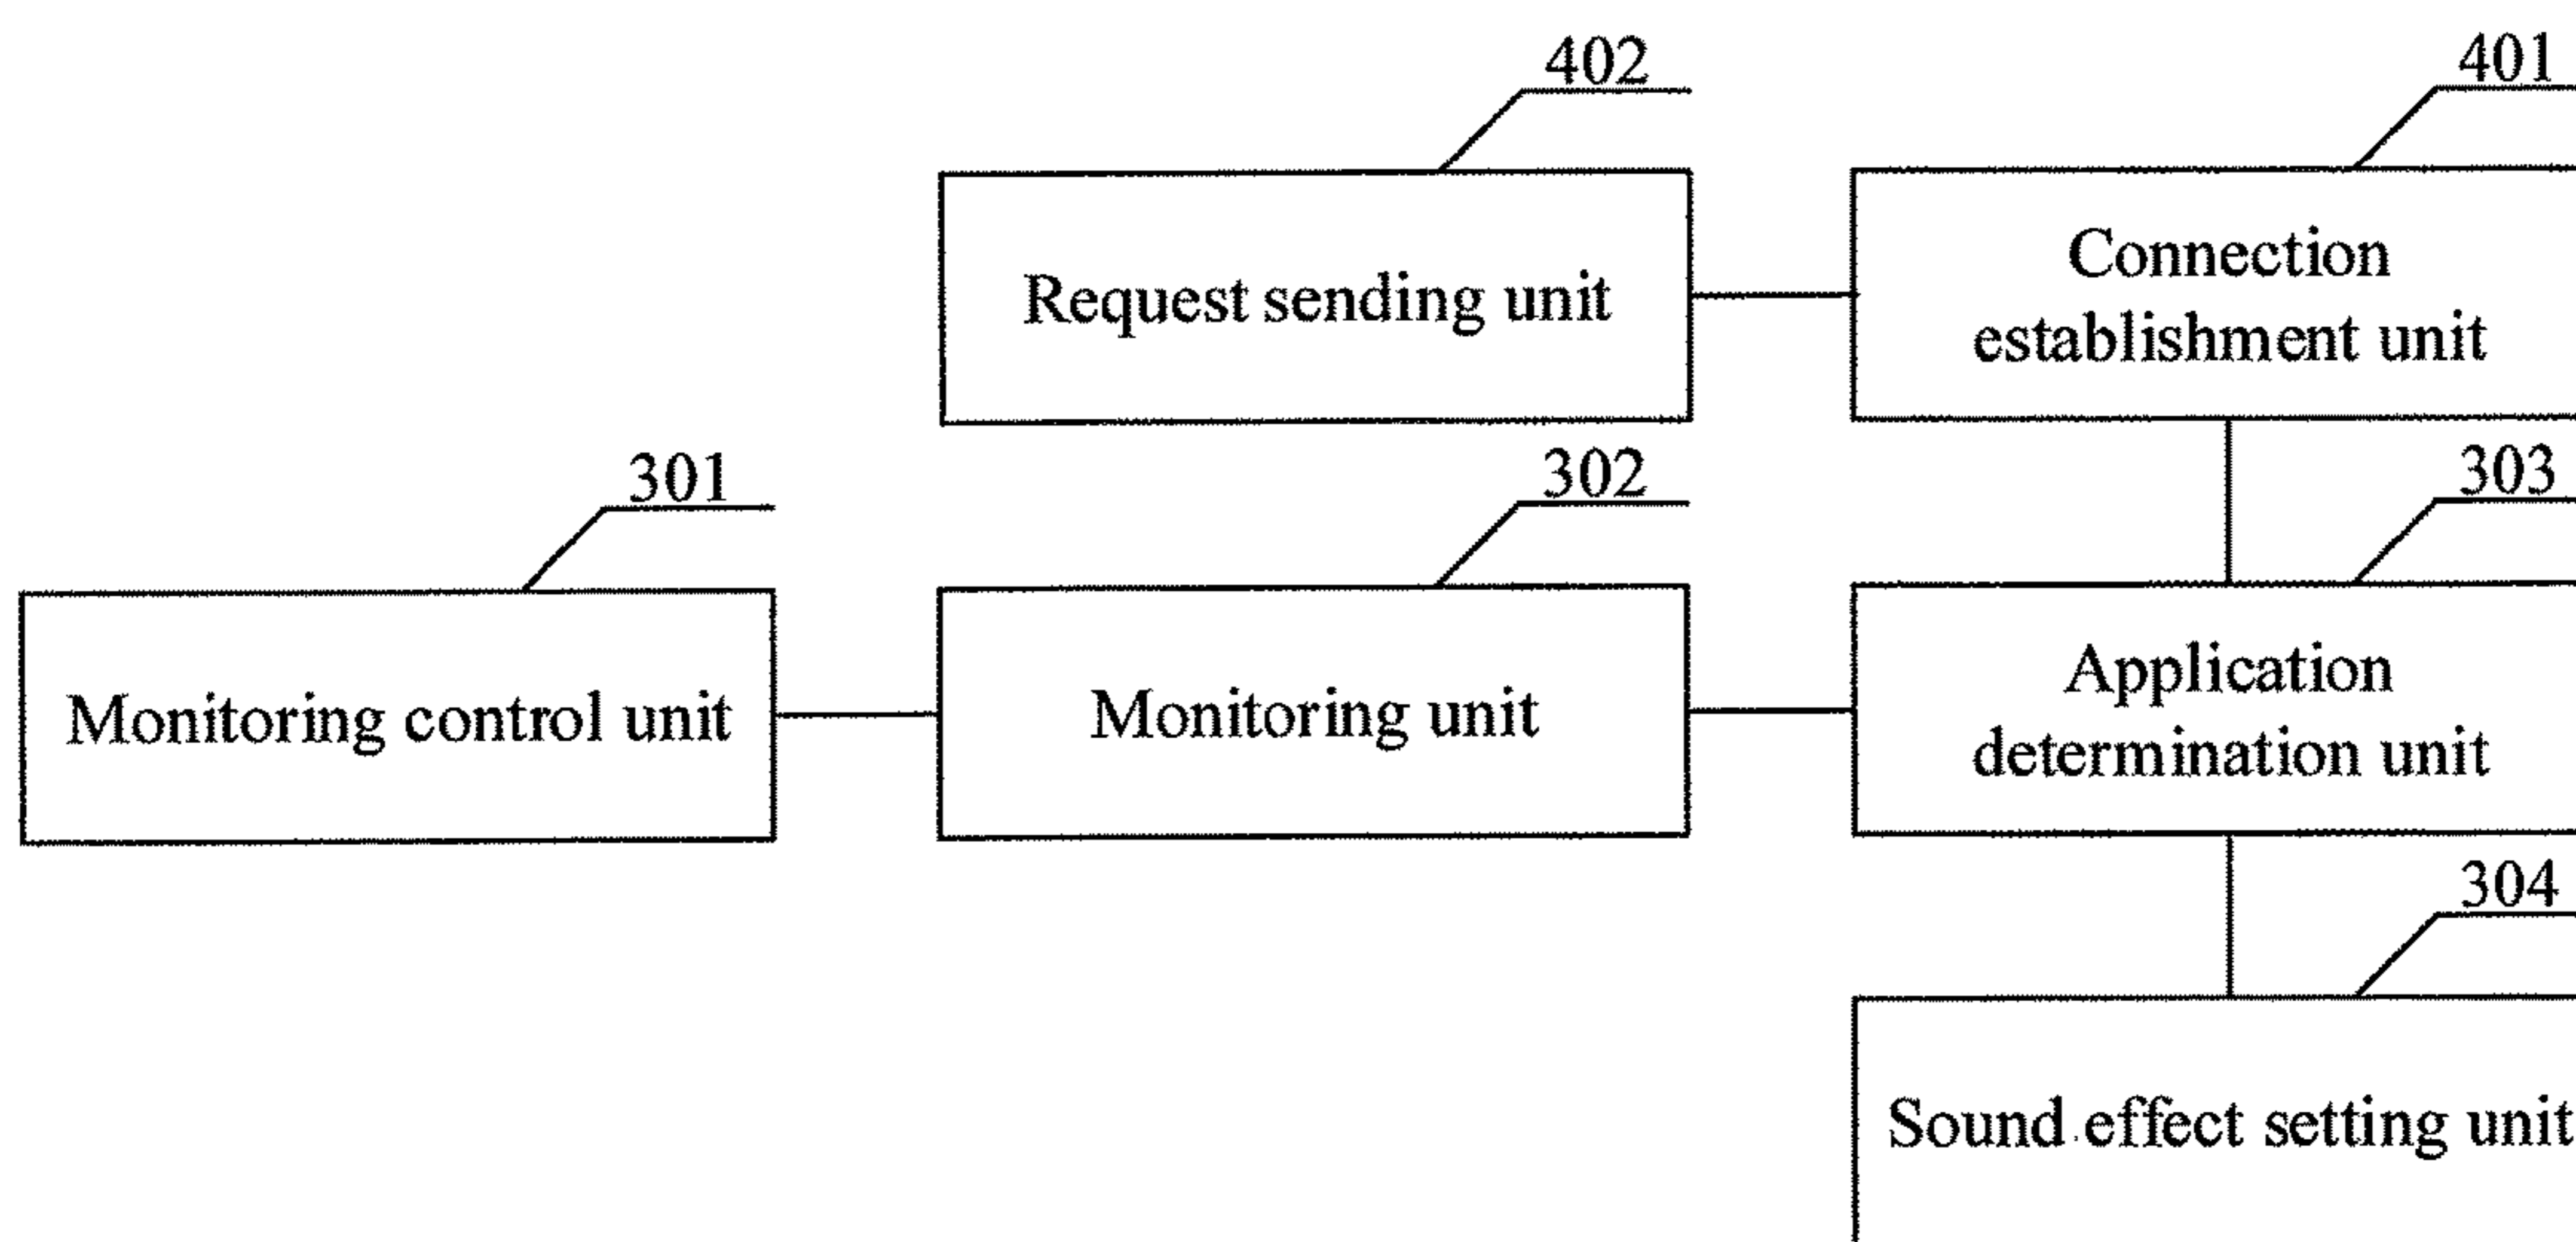 402
401
Request sending unit
Connection
establishment unit
301
302
303
Monitoring control unit
Monitoring unit
Application
determination unit
304
Sound effect setting unit